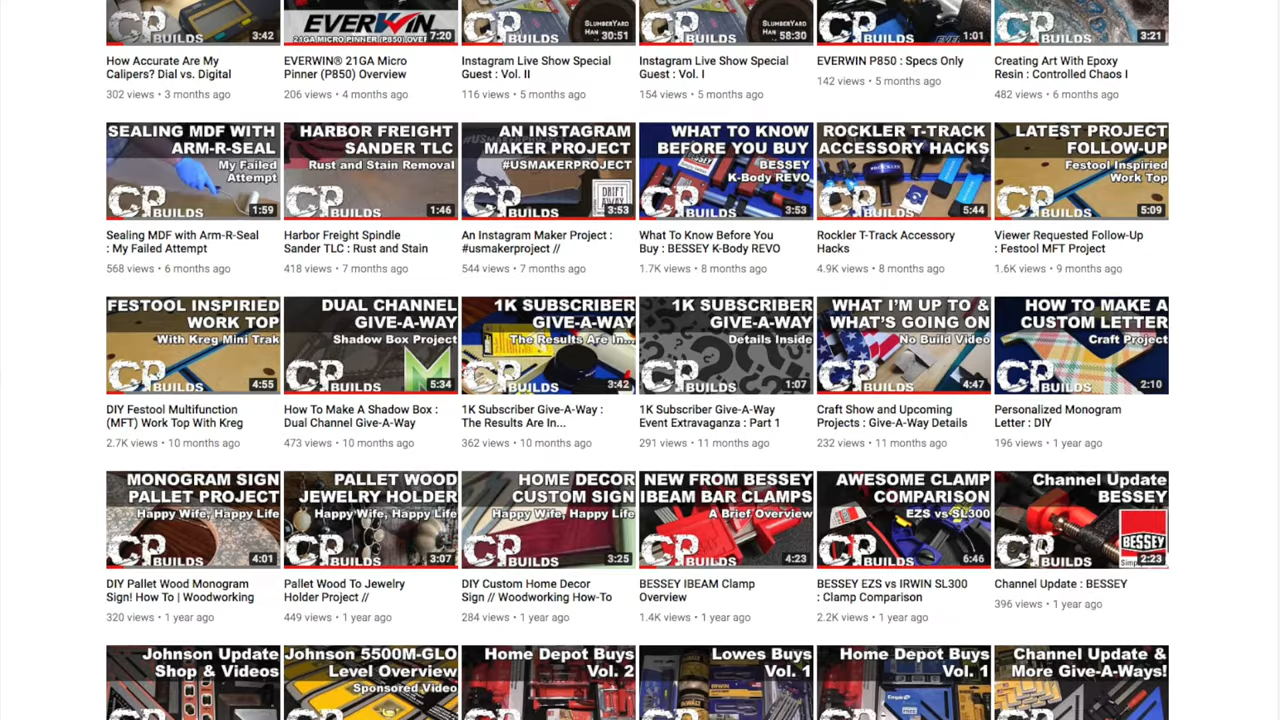 CP BUILDS
3:42
EVERWIN
21GA MICRO PINNER (P850) OVER
7:20
CP BUILDS
SLUMBERYARD
HAN
30:51
CP BUILDS
SLUMBERYARD
HAN
58:30
CP BUILDS
1:01
CP BUILDS
3:21
How Accurate Are My
Calipers? Dial vs. Digital
302 views • 3 months ago
EVERWIN® 21GA Micro
Pinner (P850) Overview
206 views • 4 months ago
Instagram Live Show Special
Guest : Vol. II
116 views • 5 months ago
Instagram Live Show Special
Guest : Vol. I
154 views • 5 months ago
EVERWIN P850 : Specs Only
142 views • 5 months ago
Creating Art With Epoxy
Resin : Controlled Chaos I
482 views • 6 months ago
SEALING MDF WITH
ARM-R-SEAL
My Failed
Attempt
CP BUILDS
1:59
HARBOR FREIGHT
SANDER TLC
Rust and Stain Removal
CP BUILDS
1:46
AN INSTAGRAM
MAKER PROJECT
#USMAKERPROJECT
DRIFT
AWAY
CP BUILDS
3:53
WHAT TO KNOW
BEFORE YOU BUY
BESSEY
K-Body REVO
CP BUILDS
3:53
ROCKLER T-TRACK
ACCESSORY HACKS
CP BUILDS
5:44
LATEST PROJECT
FOLLOW-UP
Festool Inspiried
Work Top
CP BUILDS
5:09
Sealing MDF with Arm-R-Seal
: My Failed Attempt
568 views • 6 months ago
Harbor Freight Spindle
Sander TLC : Rust and Stain
418 views • 7 months ago
An Instagram Maker Project :
#usmakerproject //
544 views • 7 months ago
What To Know Before You
Buy : BESSEY K-Body REVO
1.7K views • 8 months ago
Rockler T-Track Accessory
Hacks
4.9K views • 8 months ago
Viewer Requested Follow-Up
: Festool MFT Project
1.6K views • 9 months ago
FESTOOL INSPIRIED
WORK TOP
With Kreg Mini Trak
CP BUILDS
4:55
DUAL CHANNEL
GIVE-A-WAY
Shadow Box Project
CP BUILDS
5:34
1K SUBSCRIBER
GIVE-A-WAY
The Results Are In...
CP BUILDS
3:42
1K SUBSCRIBER
GIVE-A-WAY
Details Inside
CP BUILDS
1:07
WHAT I'M UP TO &
WHAT'S GOING ON
No Build Video
CP BUILDS
4:47
HOW TO MAKE A
CUSTOM LETTER
Craft Project
CP BUILDS
2:10
DIY Festool Multifunction
(MFT) Work Top With Kreg
2.7K views • 10 months ago
How To Make A Shadow Box :
Dual Channel Give-A-Way
473 views • 10 months ago
1K Subscriber Give-A-Way :
The Results Are In...
362 views • 10 months ago
1K Subscriber Give-A-Way
Event Extravaganza : Part 1
291 views • 11 months ago
Craft Show and Upcoming
Projects : Give-A-Way Details
232 views • 11 months ago
Personalized Monogram
Letter : DIY
196 views • 1 year ago
MONOGRAM SIGN
PALLET PROJECT
Happy Wife, Happy Life
CP BUILDS
4:01
PALLET WOOD
JEWELRY HOLDER
Happy Wife, Happy Life
CP BUILDS
3:07
HOME DECOR
CUSTOM SIGN
Happy Wife, Happy Life
CP BUILDS
3:25
NEW FROM BESSEY
IBEAM BAR CLAMPS
A Brief Overview
CP BUILDS
4:23
AWESOME CLAMP
COMPARISON
EZS vs SL300
CP BUILDS
6:46
Channel Update
BESSEY
BESSEY
Simp
CP BUILDS
2:23
DIY Pallet Wood Monogram
Sign! How To | Woodworking
320 views • 1 year ago
Pallet Wood To Jewelry
Holder Project //
449 views • 1 year ago
DIY Custom Home Decor
Sign // Woodworking How-To
284 views • 1 year ago
BESSEY IBEAM Clamp
Overview
1.4K views • 1 year ago
BESSEY EZS vs IRWIN SL300
: Clamp Comparison
2.2K views • 1 year ago
Channel Update : BESSEY
396 views • 1 year ago
Johnson Update
Shop & Videos
Johnson 5500M-GLO
Level Overview
Sponsored Video
Home Depot Buys
Vol. 2
Lowes Buys
Vol. 1
Home Depot Buys
Vol. 1
Channel Update &
More Give-A-Ways!